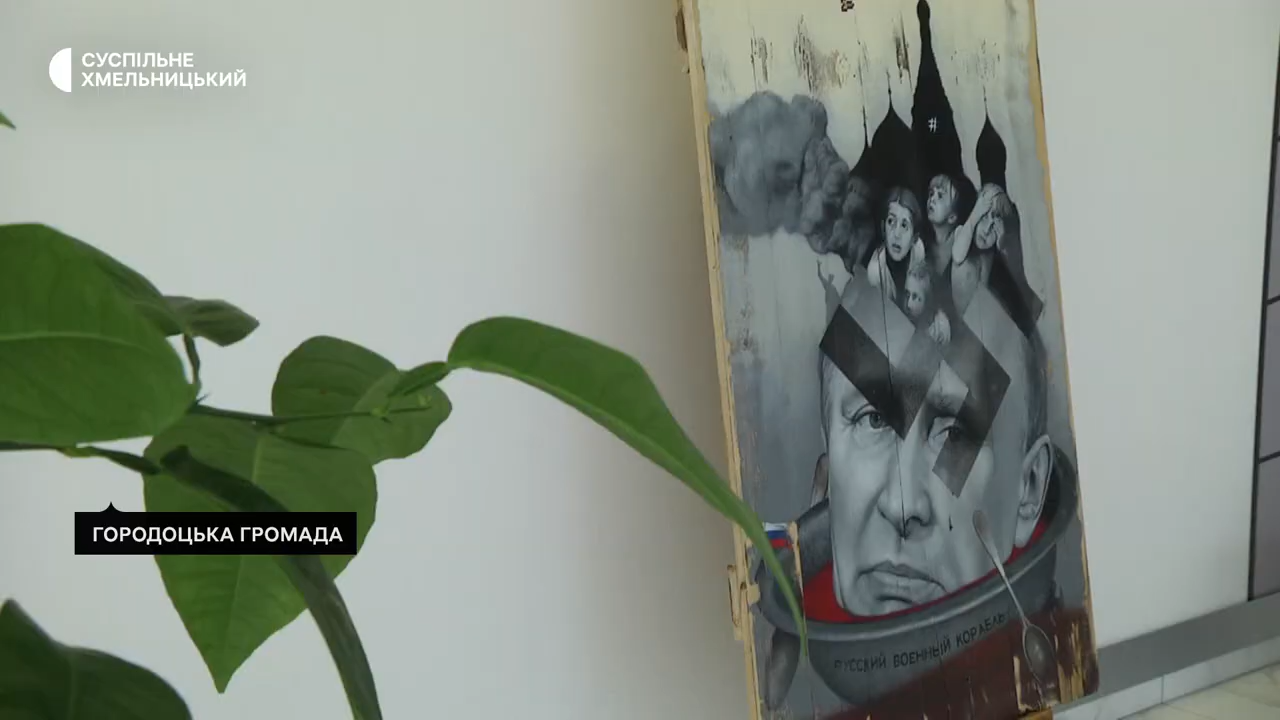 СУСПІЛЬНЕ
ХМЕЛЬНИЦЬКИЙ
#
ГОРОДОЦЬКА ГРОМАДА
РУССКИЙ ВОЕННЫЙ КОРАБЛЬ